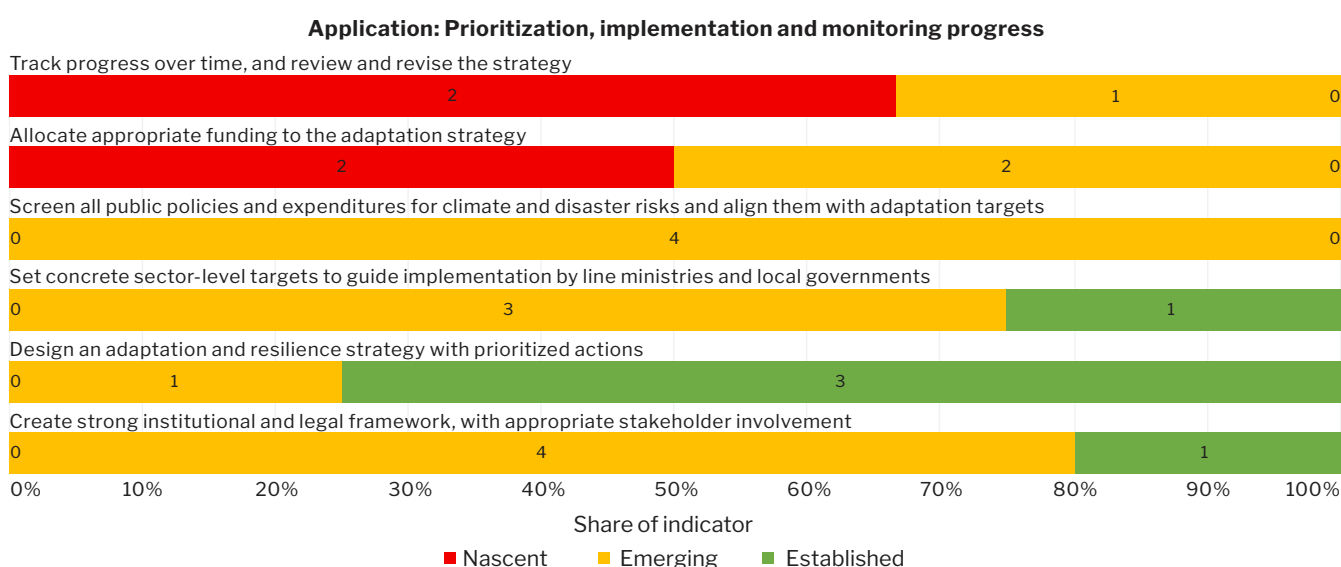 Application: Prioritization, implementation and monitoring progress
Track progress over time, and review and revise the strategy
2 1 0
Allocate appropriate funding to the adaptation strategy
2 2 0
Screen all public policies and expenditures for climate and disaster risks and align them with adaptation targets
0 4 0
Set concrete sector-level targets to guide implementation by line ministries and local governments
0 3 1
Design an adaptation and resilience strategy with prioritized actions
0 1 3
Create strong institutional and legal framework, with appropriate stakeholder involvement
0 4 1
0% 10% 20% 30% 40% 50% 60% 70% 80% 90% 100%
Share of indicator
Nascent Emerging Established